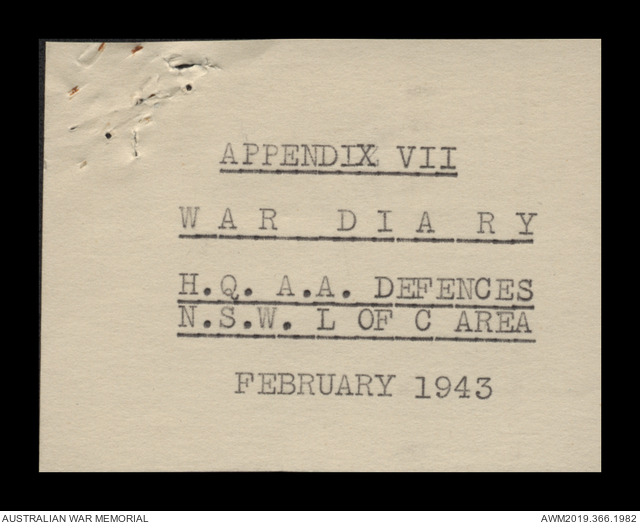 APPENDIX VII
WAR DIARY
H.Q. A.A. DEFENCES
N.S.W. L OF C AREA
FEBRUARY 1943
AUSTRALIAN WAR MEMORIAL
AWM2019.366.1982